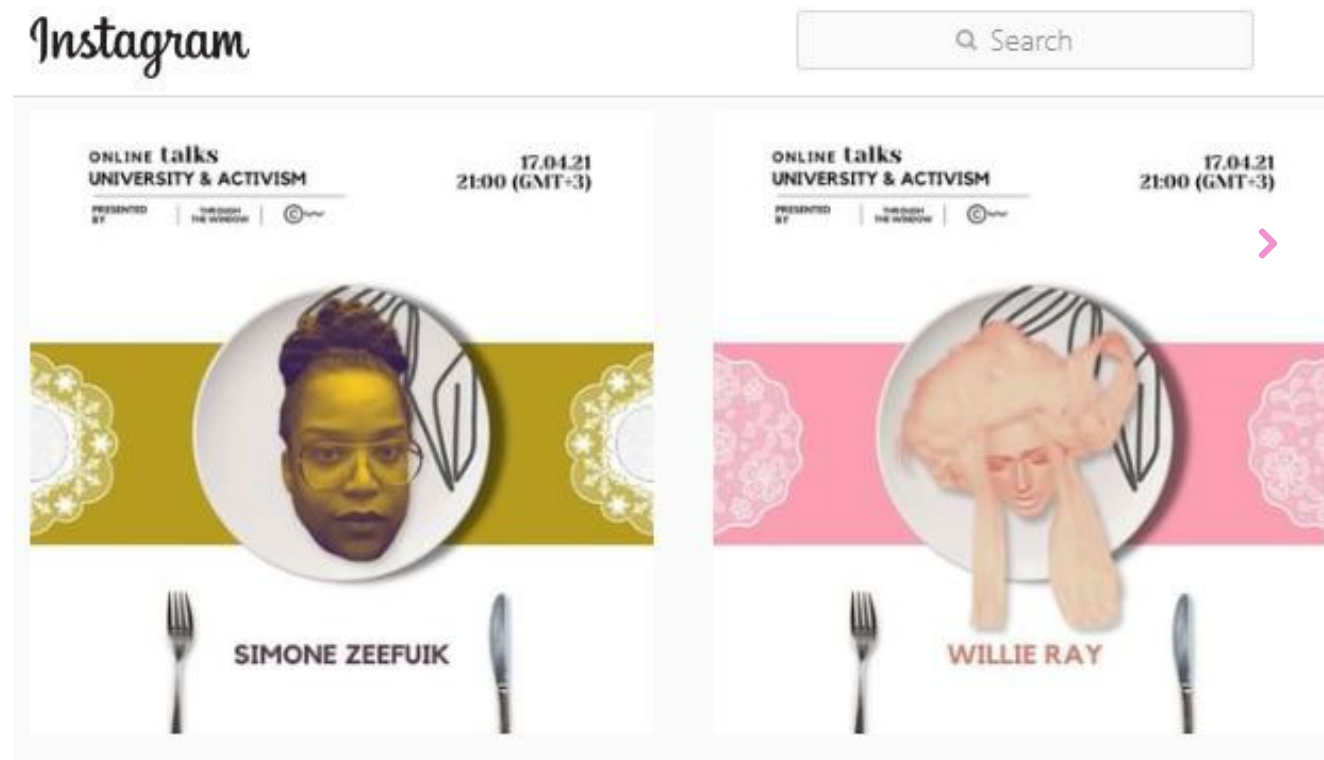 Instagram
Search
ONLINE talks
UNIVERSITY & ACTIVISM
PRESENTED
BY
THROUGH
THE WINDOW
©
17.04.21
21:00 (GMT+3)
SIMONE ZEEFUIK
ONLINE talks
UNIVERSITY & ACTIVISM
PRESENTED
BY
THROUGH
THE WINDOW
©
17.04.21
21:00 (GMT+3)
WILLIE RAY